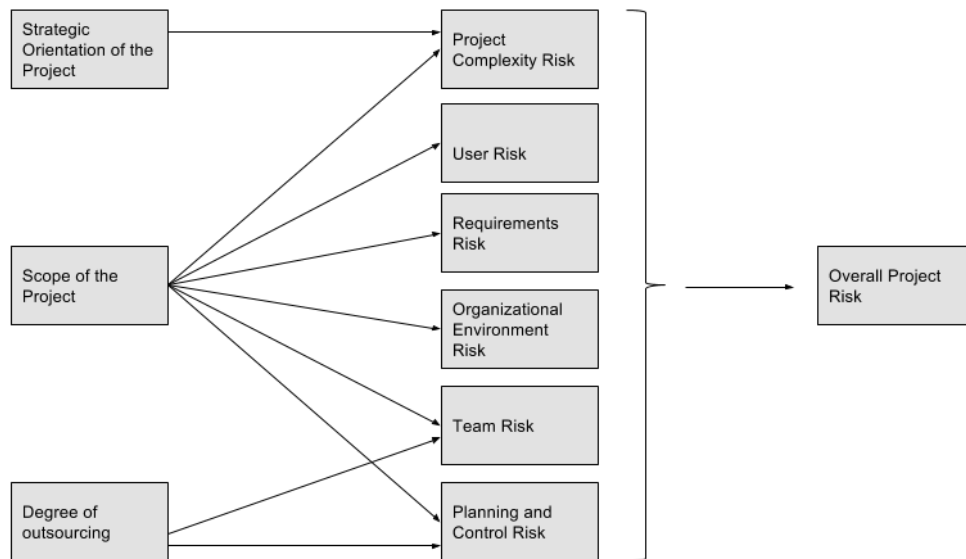 Strategic
Orientation of the
Project
Project
Complexity Risk
User Risk
Requirements
Risk
Scope of the
Project
Organizational
Environment
Risk
Overall Project
Risk
Team Risk
Degree of
outsourcing
Planning and
Control Risk